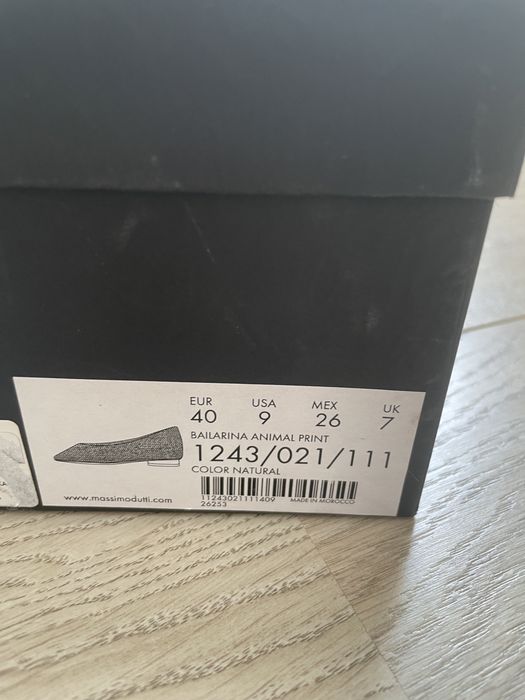 EUR USA MEX UK
40 9 26 7
BAILARINA ANIMAL PRINT
1243/021/111
COLOR NATURAL
www.massimodutti.com
11243021111409 MADE IN MOROCCO
26253